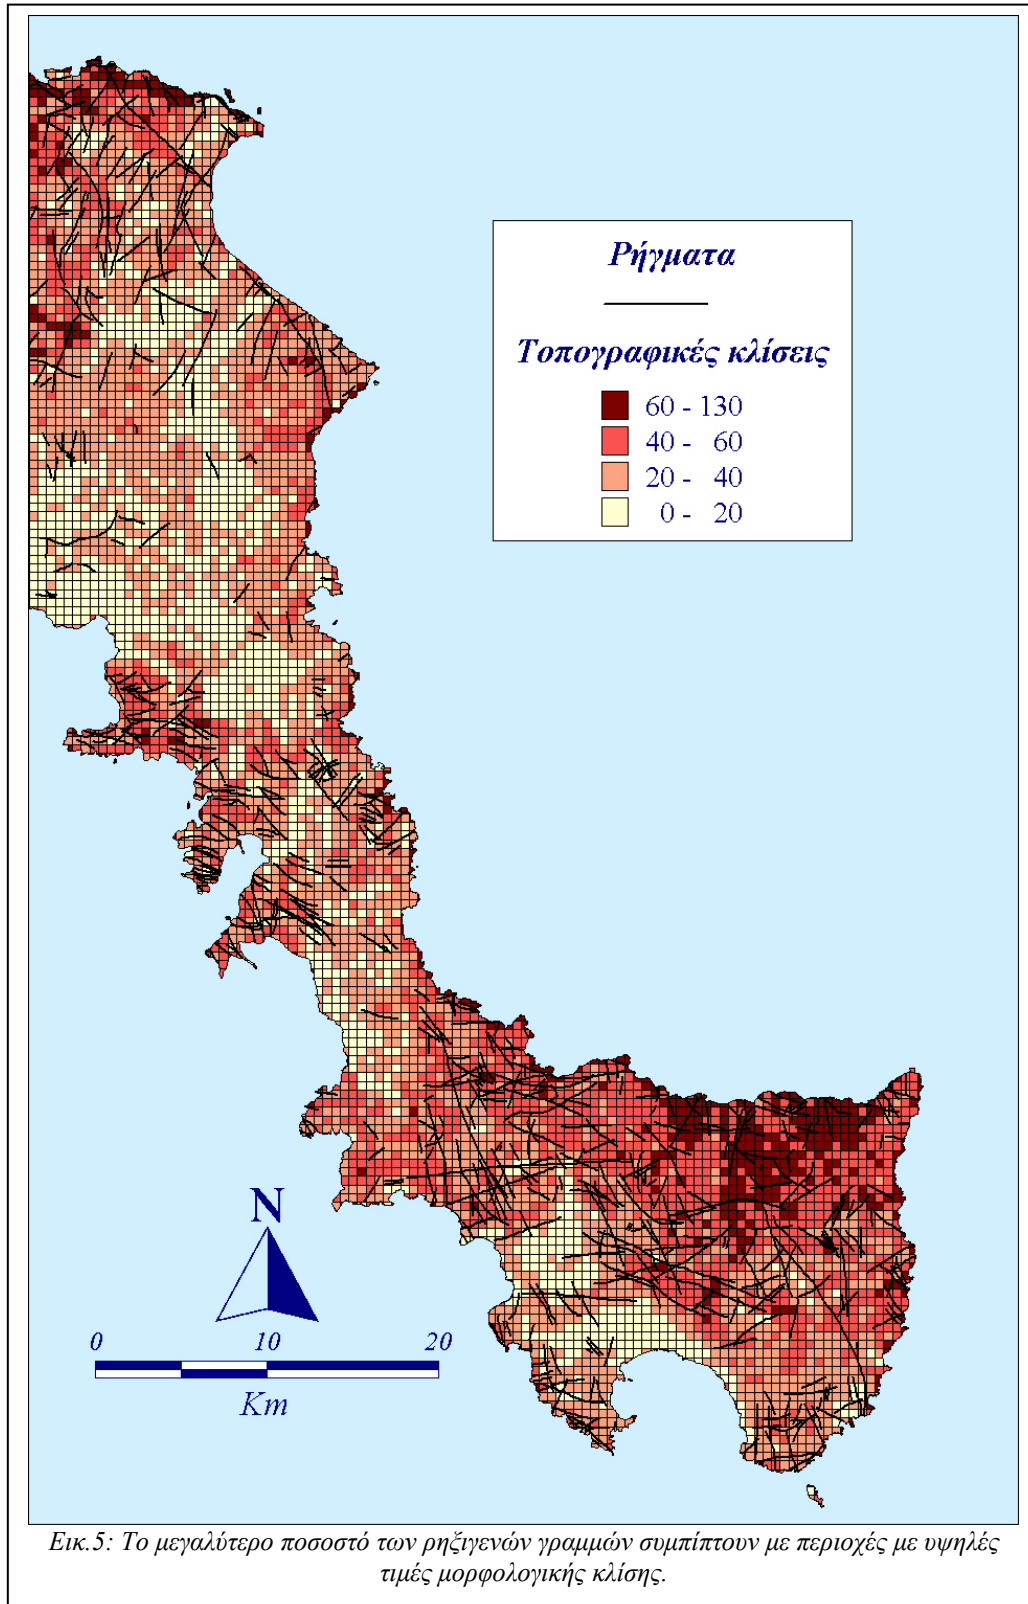 Ρήγματα
Τοπογραφικές κλίσεις
60 - 130
40 - 60
20 - 40
0 - 20
N
0 10 20
Km
Εικ.5: Το μεγαλύτερο ποσοστό των ρηξιγενών γραμμών συμπίπτουν με περιοχές με υψηλές
τιμές μορφολογικής κλίσης.